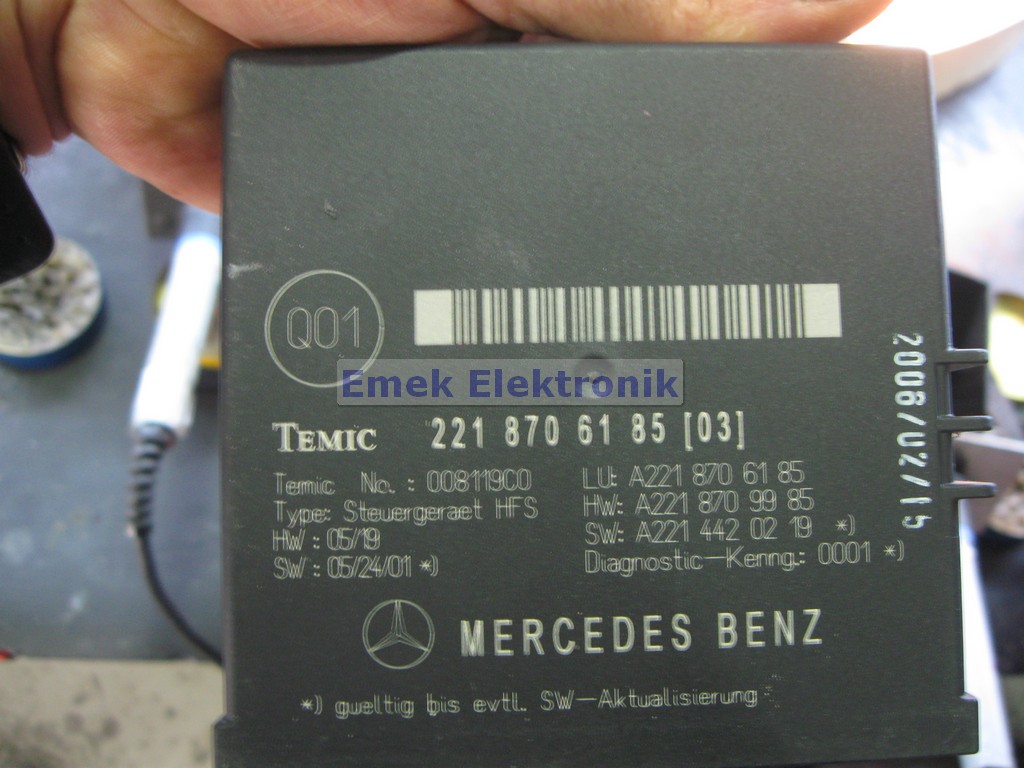 Q01
Emek Elektronik
TEMIC 221 870 61 85 [03]
Temic No.: 008119C0 LU: A221 870 61 85
Type: Steuergeraet HFS HW: A221 870 99 85
HW : 05/19 SW: A221 442 02 19 *)
SW : 05/24/01 *) Diagnostic-Kenng.: 0001 *)
MERCEDES BENZ
*) gueltig bis evtl. SW-Aktualisierung
2006/02/15